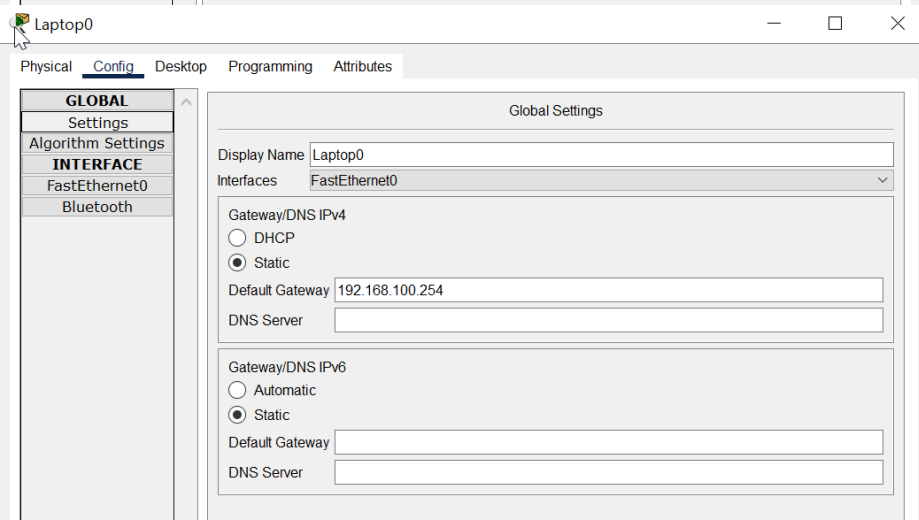 Laptop0
Physical Config Desktop Programming Attributes
GLOBAL
Settings
Algorithm Settings
INTERFACE
FastEthernet0
Bluetooth
Global Settings
Display Name Laptop0
Interfaces FastEthernet0
Gateway/DNS IPv4
DHCP
Static
Default Gateway 192.168.100.254
DNS Server
Gateway/DNS IPv6
Automatic
Static
Default Gateway
DNS Server